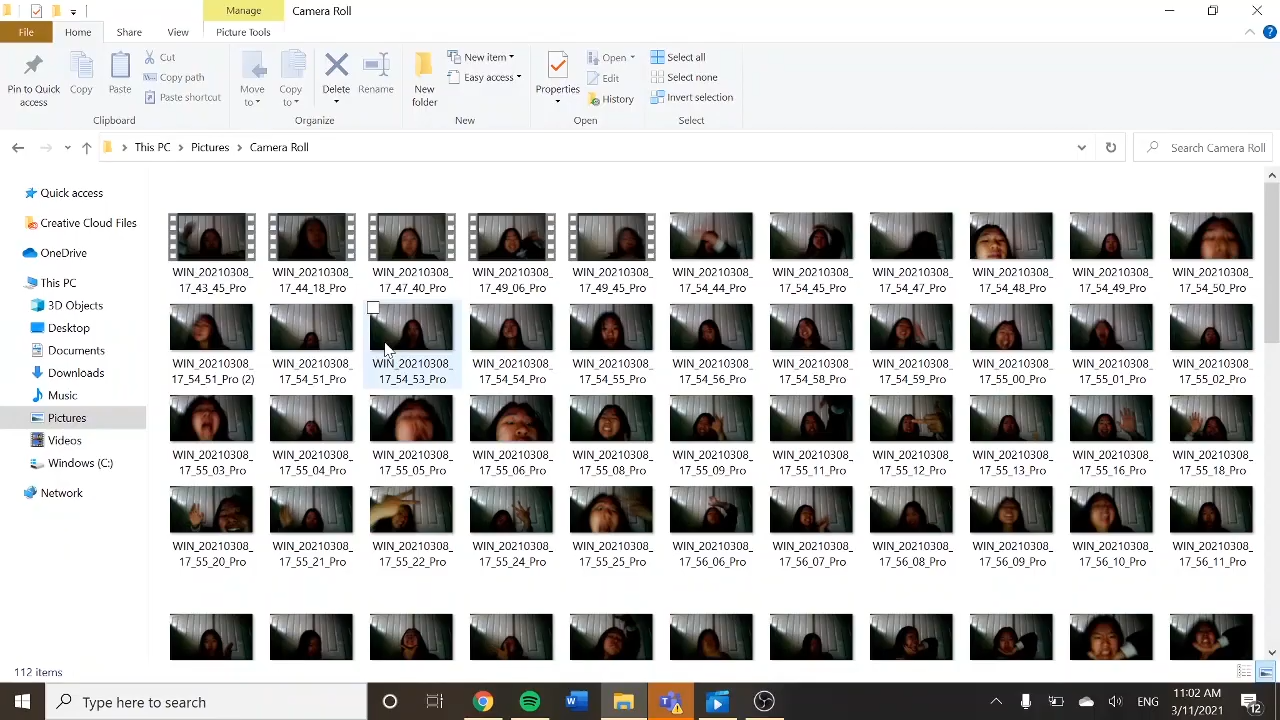 Manage
Camera Roll
File
Home
Share
View
Picture Tools
Pin to Quick access
Copy
Paste
Cut
Copy path
Paste shortcut
Clipboard
Move to
Copy to
Delete
Rename
Organize
New folder
New item
Easy access
New
Properties
Open
Edit
History
Open
Select all
Select none
Invert selection
Select
This PC > Pictures > Camera Roll
Search Camera Roll
Quick access
Creative Cloud Files
OneDrive
This PC
3D Objects
Desktop
Documents
Downloads
Music
Pictures
Videos
Windows (C:)
Network
WIN_20210308_17_43_45_Pro
WIN_20210308_17_44_18_Pro
WIN_20210308_17_47_40_Pro
WIN_20210308_17_49_06_Pro
WIN_20210308_17_49_45_Pro
WIN_20210308_17_54_44_Pro
WIN_20210308_17_54_45_Pro
WIN_20210308_17_54_47_Pro
WIN_20210308_17_54_48_Pro
WIN_20210308_17_54_49_Pro
WIN_20210308_17_54_50_Pro
WIN_20210308_17_54_51_Pro (2)
WIN_20210308_17_54_51_Pro
WIN_20210308_17_54_53_Pro
WIN_20210308_17_54_54_Pro
WIN_20210308_17_54_55_Pro
WIN_20210308_17_54_56_Pro
WIN_20210308_17_54_58_Pro
WIN_20210308_17_54_59_Pro
WIN_20210308_17_55_00_Pro
WIN_20210308_17_55_01_Pro
WIN_20210308_17_55_02_Pro
WIN_20210308_17_55_03_Pro
WIN_20210308_17_55_04_Pro
WIN_20210308_17_55_05_Pro
WIN_20210308_17_55_06_Pro
WIN_20210308_17_55_08_Pro
WIN_20210308_17_55_09_Pro
WIN_20210308_17_55_11_Pro
WIN_20210308_17_55_12_Pro
WIN_20210308_17_55_13_Pro
WIN_20210308_17_55_16_Pro
WIN_20210308_17_55_18_Pro
WIN_20210308_17_55_20_Pro
WIN_20210308_17_55_21_Pro
WIN_20210308_17_55_22_Pro
WIN_20210308_17_55_24_Pro
WIN_20210308_17_55_25_Pro
WIN_20210308_17_56_06_Pro
WIN_20210308_17_56_07_Pro
WIN_20210308_17_56_08_Pro
WIN_20210308_17_56_09_Pro
WIN_20210308_17_56_10_Pro
WIN_20210308_17_56_11_Pro
112 items
Type here to search
ENG
11:02 AM
3/11/2021
12